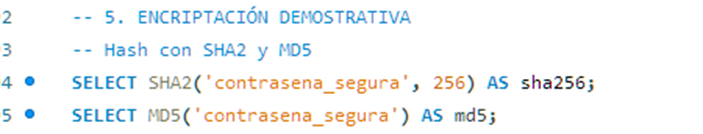 2 -- 5. ENCRIPTACIÓN DEMOSTRATIVA
3 -- Hash con SHA2 y MD5
4 SELECT SHA2('contrasena_segura', 256) AS sha256;
5 SELECT MD5('contrasena_segura') AS md5;